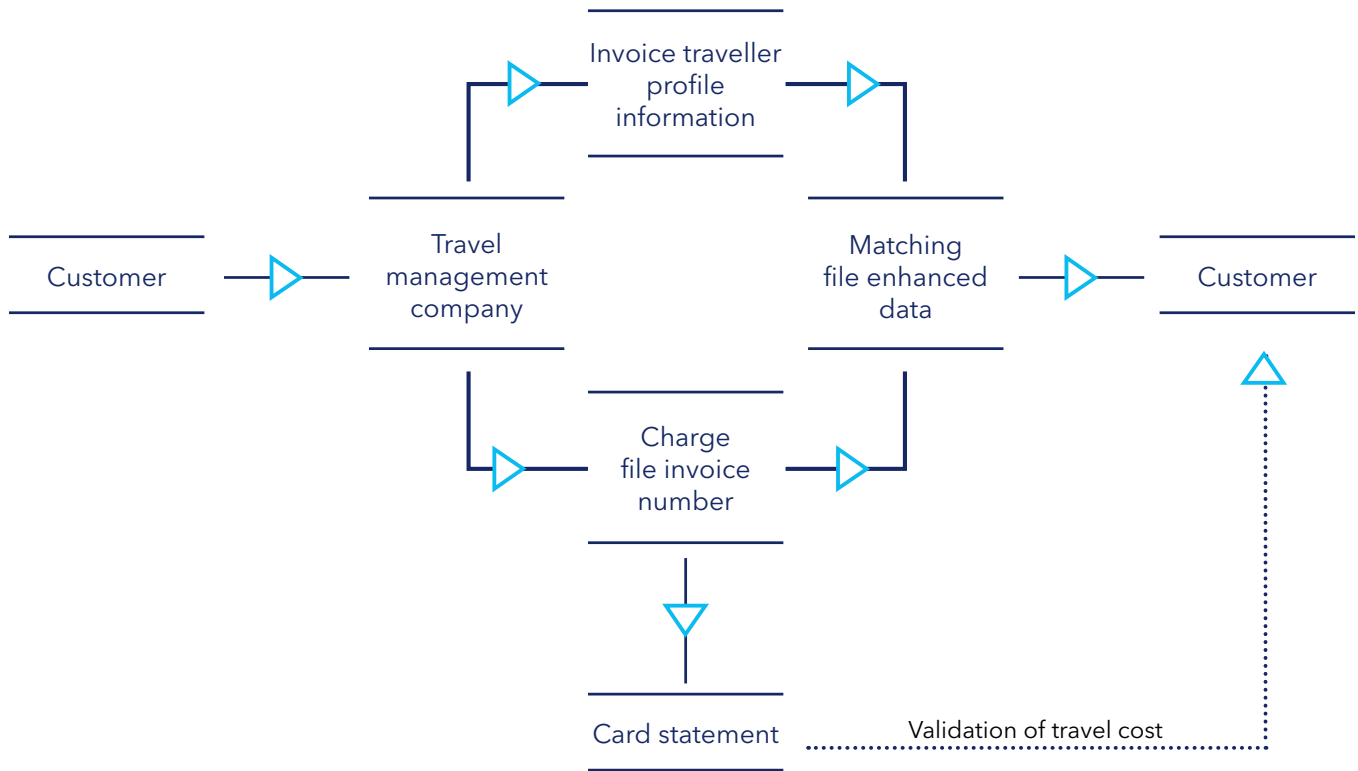 Invoice traveller
profile
information
Customer
Travel
management
company
Matching
file enhanced
data
Customer
Charge
file invoice
number
Card statement
Validation of travel cost